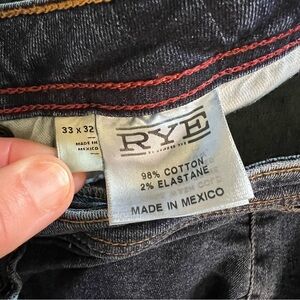 33 x 32
MADE IN
MEXICO
RYE
98% COTTON
2% ELASTANE
MADE IN MEXICO